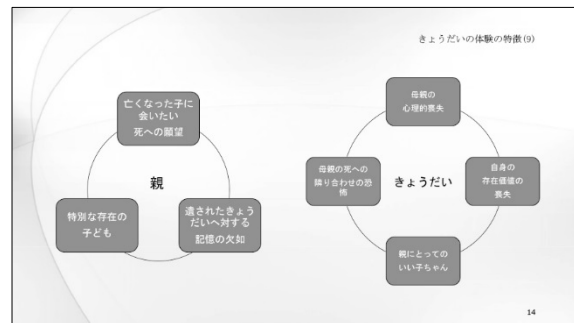 きょうだいの体験の特徴(9)
亡くなった子に
会いたい
死への願望
親
特別な存在の
子ども
遺されたきょう
だいへ対する
記憶の欠如
母親の
心理的喪失
母親の死への
隣り合わせの恐
怖
きょうだい
自身の
存在価値の
喪失
親にとっての
いい子ちゃん
14